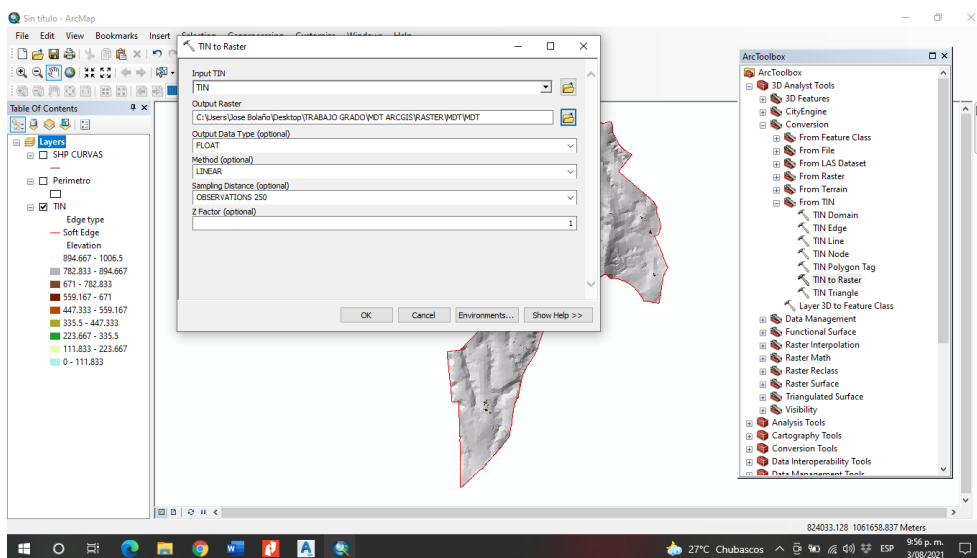 Sin título - ArcMap
File Edit View Bookmarks Insert Selection Geoprocessing Customize Windows Help
TIN to Raster
Input TIN
TIN
Output Raster
C:\Users\Jose Bolaño\Desktop\TRABAJO GRADO\MDT ARCGIS\RASTER\MDT\MDT
Output Data Type (optional)
FLOAT
Method (optional)
LINEAR
Sampling Distance (optional)
OBSERVATIONS 250
Z Factor (optional)
1
OK Cancel Environments... Show Help >>
Table Of Contents
Layers
SHP CURVAS
Perimetro
TIN
Edge type
Soft Edge
Elevation
894.667 - 1006.5
782.833 - 894.667
671 - 782.833
559.167 - 671
447.333 - 559.167
335.5 - 447.333
223.667 - 335.5
111.833 - 223.667
0 - 111.833
ArcToolbox
ArcToolbox
3D Analyst Tools
3D Features
CityEngine
Conversion
From Feature Class
From File
From LAS Dataset
From Raster
From Terrain
From TIN
TIN Domain
TIN Edge
TIN Line
TIN Node
TIN Polygon Tag
TIN to Raster
TIN Triangle
Layer 3D to Feature Class
Data Management
Functional Surface
Raster Interpolation
Raster Math
Raster Reclass
Raster Surface
Triangulated Surface
Visibility
Analysis Tools
Cartography Tools
Conversion Tools
Data Interoperability Tools
Data Management Tools
824033.128 1061658.837 Meters
27°C Chubascos ESP 9:56 p. m.
3/08/2021